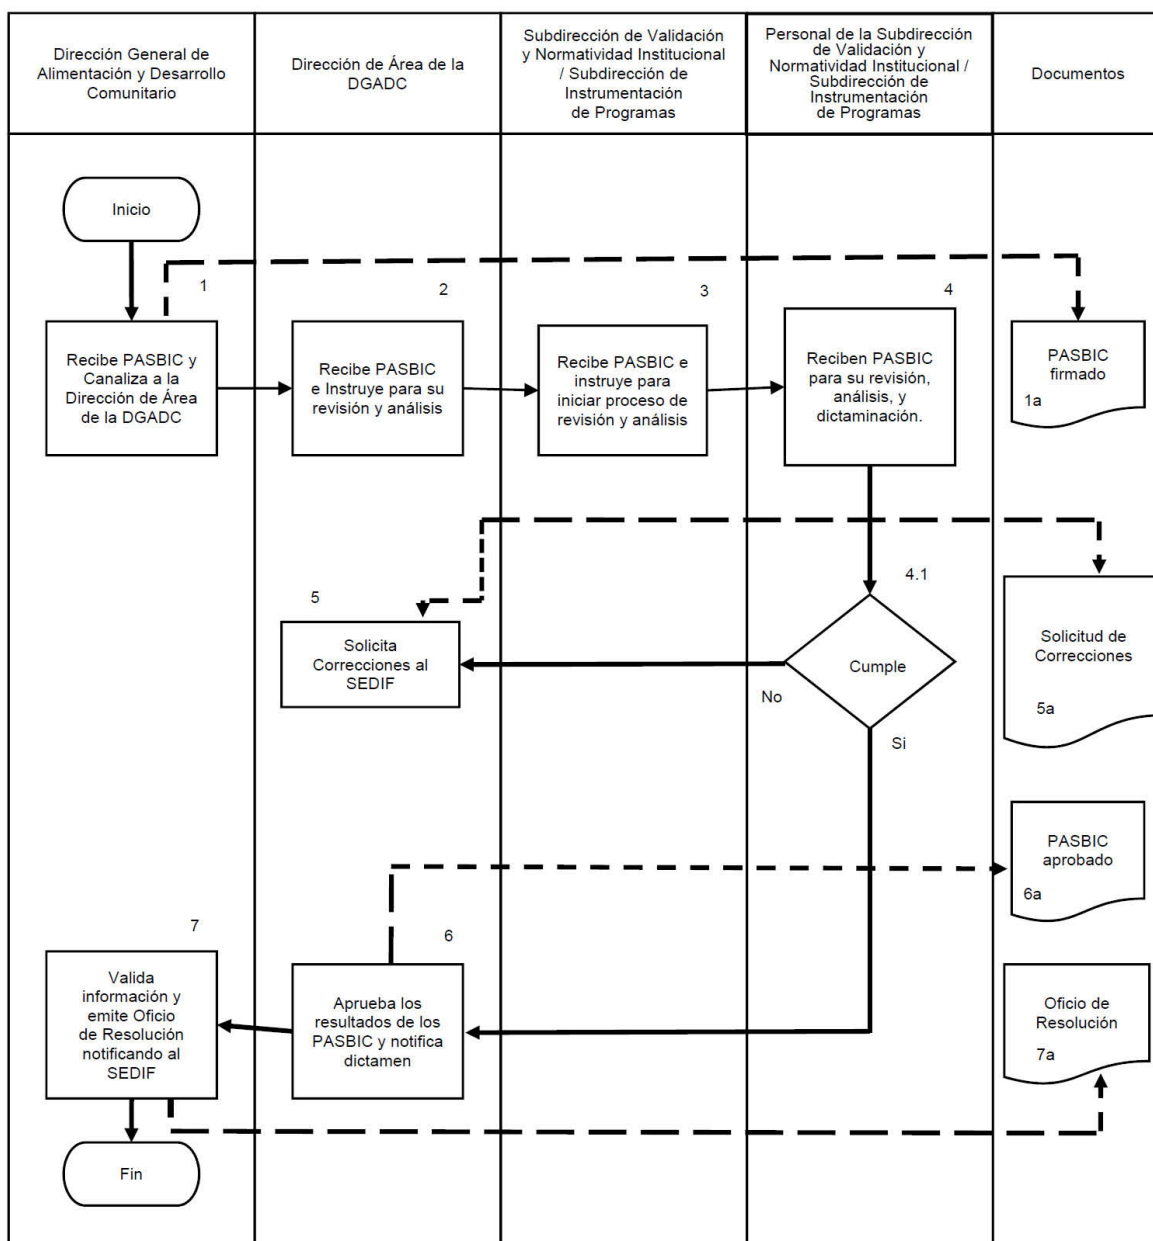 Dirección General de
Alimentación y Desarrollo
Comunitario
Dirección de Área de la
DGADC
Subdirección de Validación
y Normatividad Institucional
/ Subdirección de
Instrumentación
de Programas
Personal de la Subdirección
de Validación y
Normatividad Institucional /
Subdirección de
Instrumentación
de Programas
Documentos
Inicio
1
Recibe PASBIC y
Canaliza a la
Dirección de Área
de la DGADC
2
Recibe PASBIC
e Instruye para su
revisión y análisis
3
Recibe PASBIC e
instruye para
iniciar proceso de
revisión y análisis
4
Reciben PASBIC
para su revisión,
análisis, y
dictaminación.
PASBIC
firmado
1a
4.1
Cumple
No
Si
5
Solicita
Correcciones al
SEDIF
Solicitud de
Correcciones
5a
PASBIC
aprobado
6a
6
Aprueba los
resultados de los
PASBIC y notifica
dictamen
7
Valida
información y
emite Oficio
de Resolución
notificando al
SEDIF
Oficio de
Resolución
7a
Fin